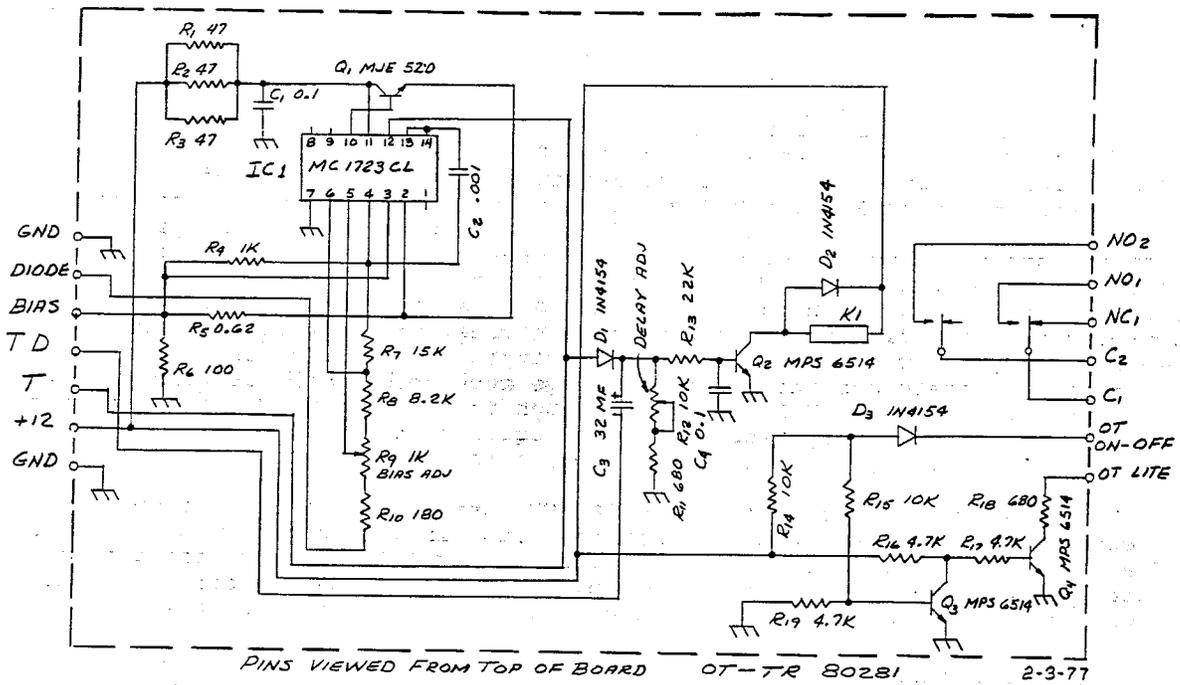 R1 47
R2 47
R3 47
C1 0.1
Q1 MJE 520
IC1
MC1723CL
8 9 10 11 12 13 14
7 6 5 4 3 2 1
C2 .001
GND
DIODE
BIAS
TD
T
+12
GND
R4 1K
R5 0.62
R6 100
R7 15K
R8 8.2K
R9 1K
BIAS ADJ
R10 180
D1 1N4154
DELAY ADJ
R13 22K
C3 32 MF
+
R11 680
R12 10K
C4 0.1
D2 1N4154
K1
Q2 MPS 6514
D3 1N4154
R14 10K
R15 10K
R16 4.7K
R17 4.7K
R18 680
Q4 MPS 6514
Q3 MPS 6514
R19 4.7K
NO2
NO1
NC1
C2
C1
OT
ON-OFF
OT LITE
PINS VIEWED FROM TOP OF BOARD OT-TR 80281 2-3-77